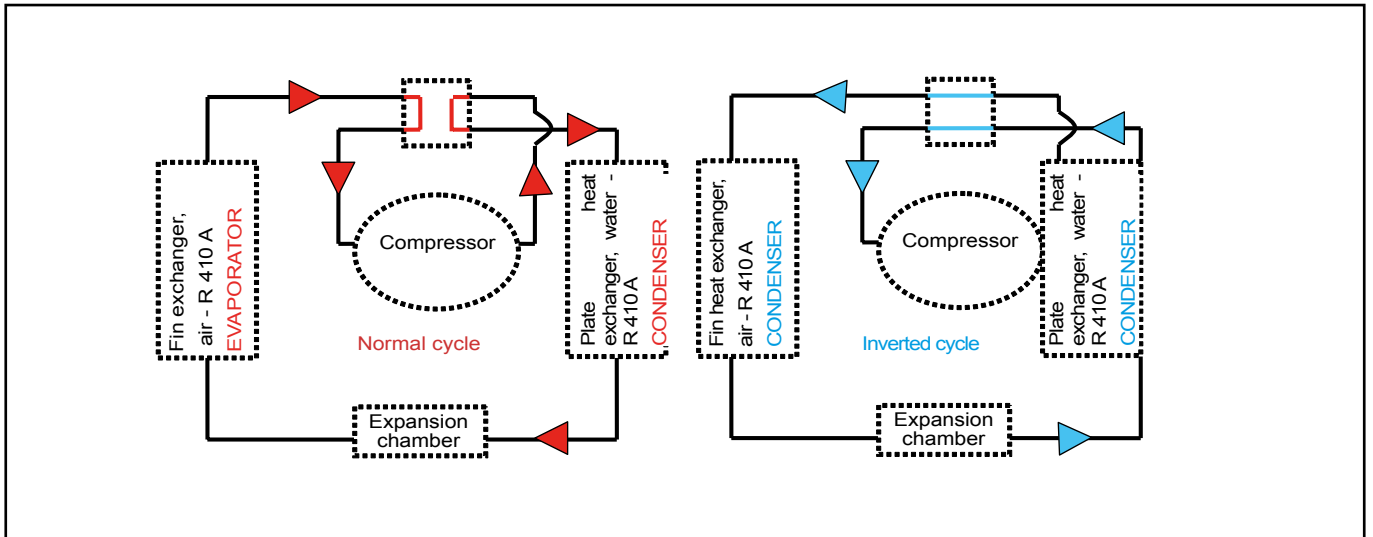 Fin exchanger,
air - R 410 A
EVAPORATOR
Compressor
Normal cycle
Expansion
chamber
Plate heat
exchanger, water -
R 410 A
CONDENSER
Fin heat exchanger,
air - R 410 A
CONDENSER
Compressor
Inverted cycle
Expansion
chamber
Plate heat
exchanger, water -
R 410 A
CONDENSER